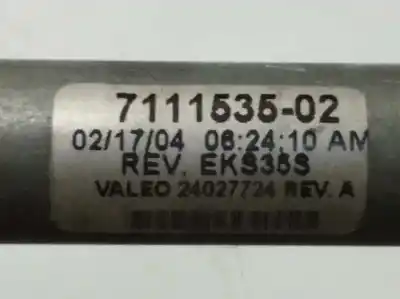 7111535-02
02/17/04 06:24:10 AM
REV. EKS35S
VALEO 24027724 REV. A